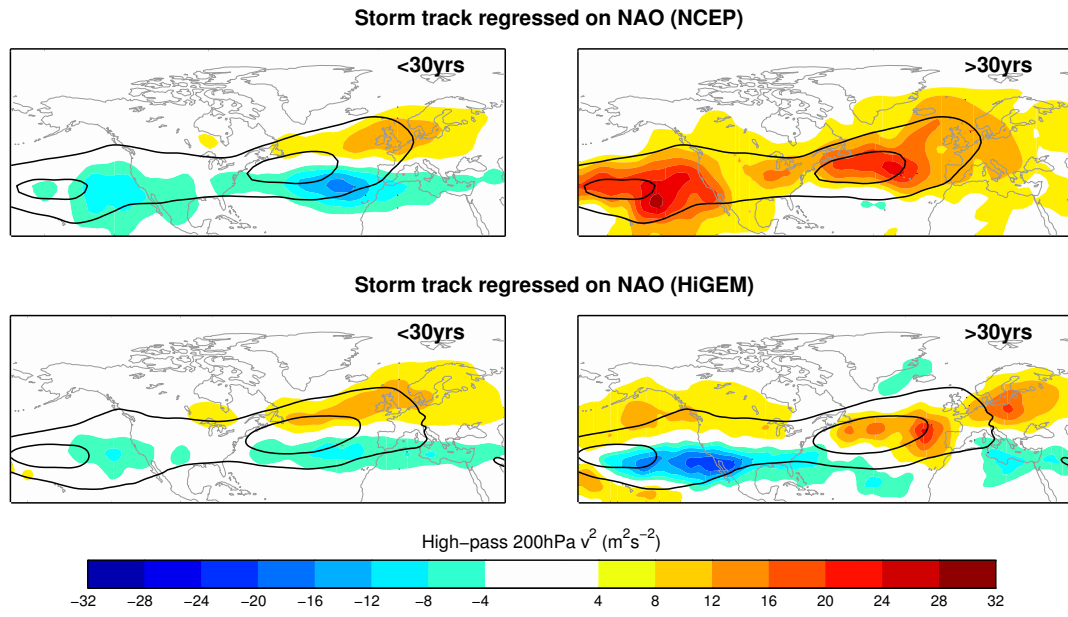 Storm track regressed on NAO (NCEP)
<30yrs
>30yrs
Storm track regressed on NAO (HiGEM)
<30yrs
>30yrs
High−pass 200hPa v² (m²s⁻²)
−32 −28 −24 −20 −16 −12 −8 −4 4 8 12 16 20 24 28 32